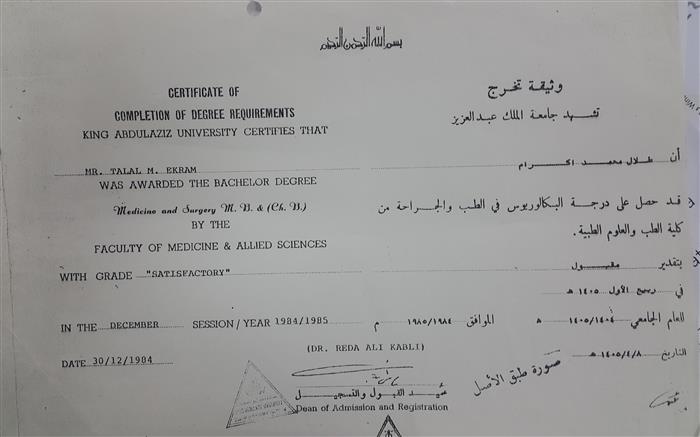 بسم الله الرحمن الرحيم
CERTIFICATE OF
COMPLETION OF DEGREE REQUIREMENTS
KING ABDULAZIZ UNIVERSITY CERTIFIES THAT
MR. TALAL M. EKRAM
WAS AWARDED THE BACHELOR DEGREE
Medicine and Surgery M. B. & (Ch. B.)
BY THE
FACULTY OF MEDICINE & ALLIED SCIENCES
WITH GRADE "SATISFACTORY"
IN THE DECEMBER SESSION/YEAR 1984/1985
(DR. REDA ALI KABLI)
DATE 30/12/1984
وثيقة تخرج
تشهد جامعة الملك عبدالعزيز
أن طلال محمد اكرام
قد حصل على درجة البكالوريوس في الطب والجراحة من
كلية الطب والعلوم الطبية .
بتقدير مقبول
في ربيع الأول ١٤٠٥ هـ
للعام الجامعي ١٤٠٥/١٤٠٤ هـ الموافق ١٩٨٥/١٩٨٤ م
التاريخ ١٤٠٥/٤/٨ هـ
صورة طبق الأصل
عميد القبول والتسجيل
Dean of Admission and Registration